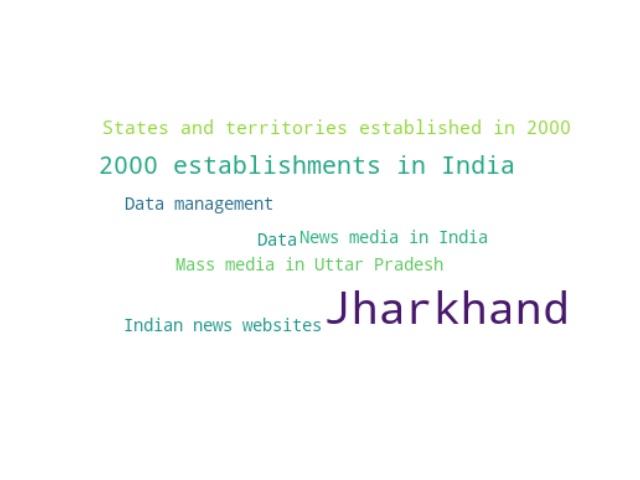 States and territories established in 2000
2000 establishments in India
Data management
Data
News media in India
Mass media in Uttar Pradesh
Jharkhand
Indian news websites